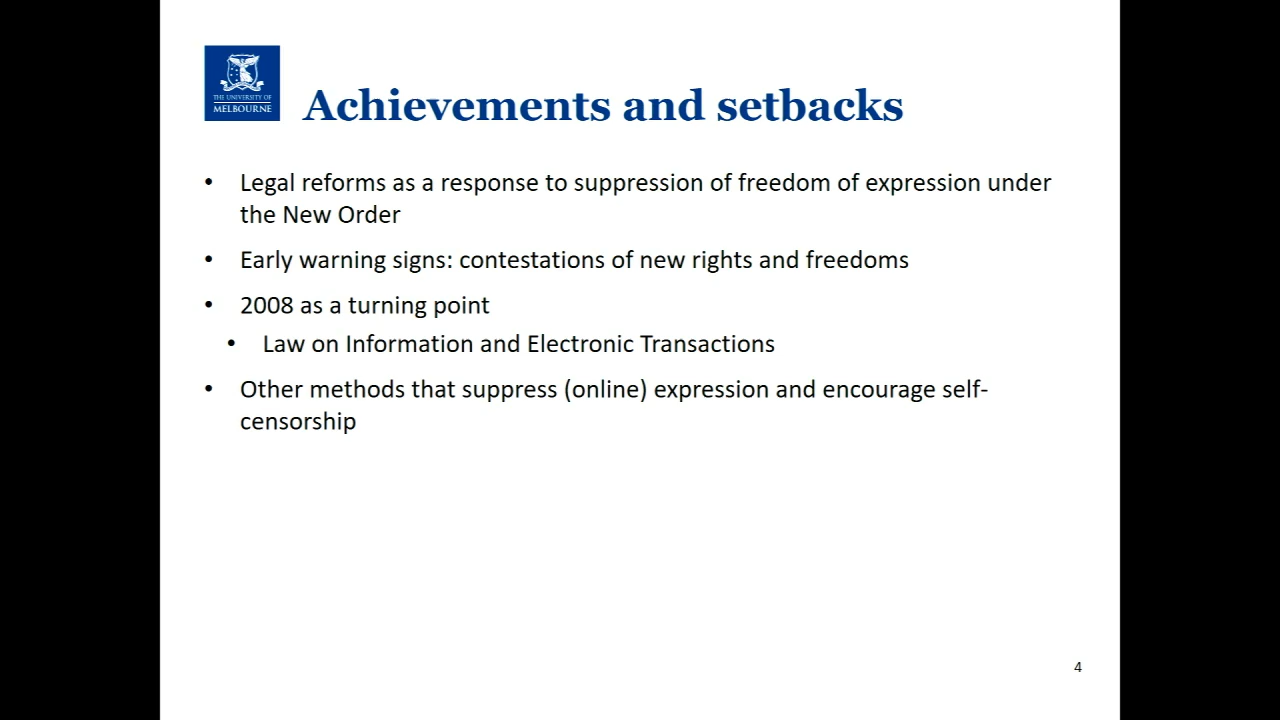 THE UNIVERSITY OF
MELBOURNE
Achievements and setbacks
• Legal reforms as a response to suppression of freedom of expression under
the New Order
• Early warning signs: contestations of new rights and freedoms
• 2008 as a turning point
• Law on Information and Electronic Transactions
• Other methods that suppress (online) expression and encourage self-
censorship
4